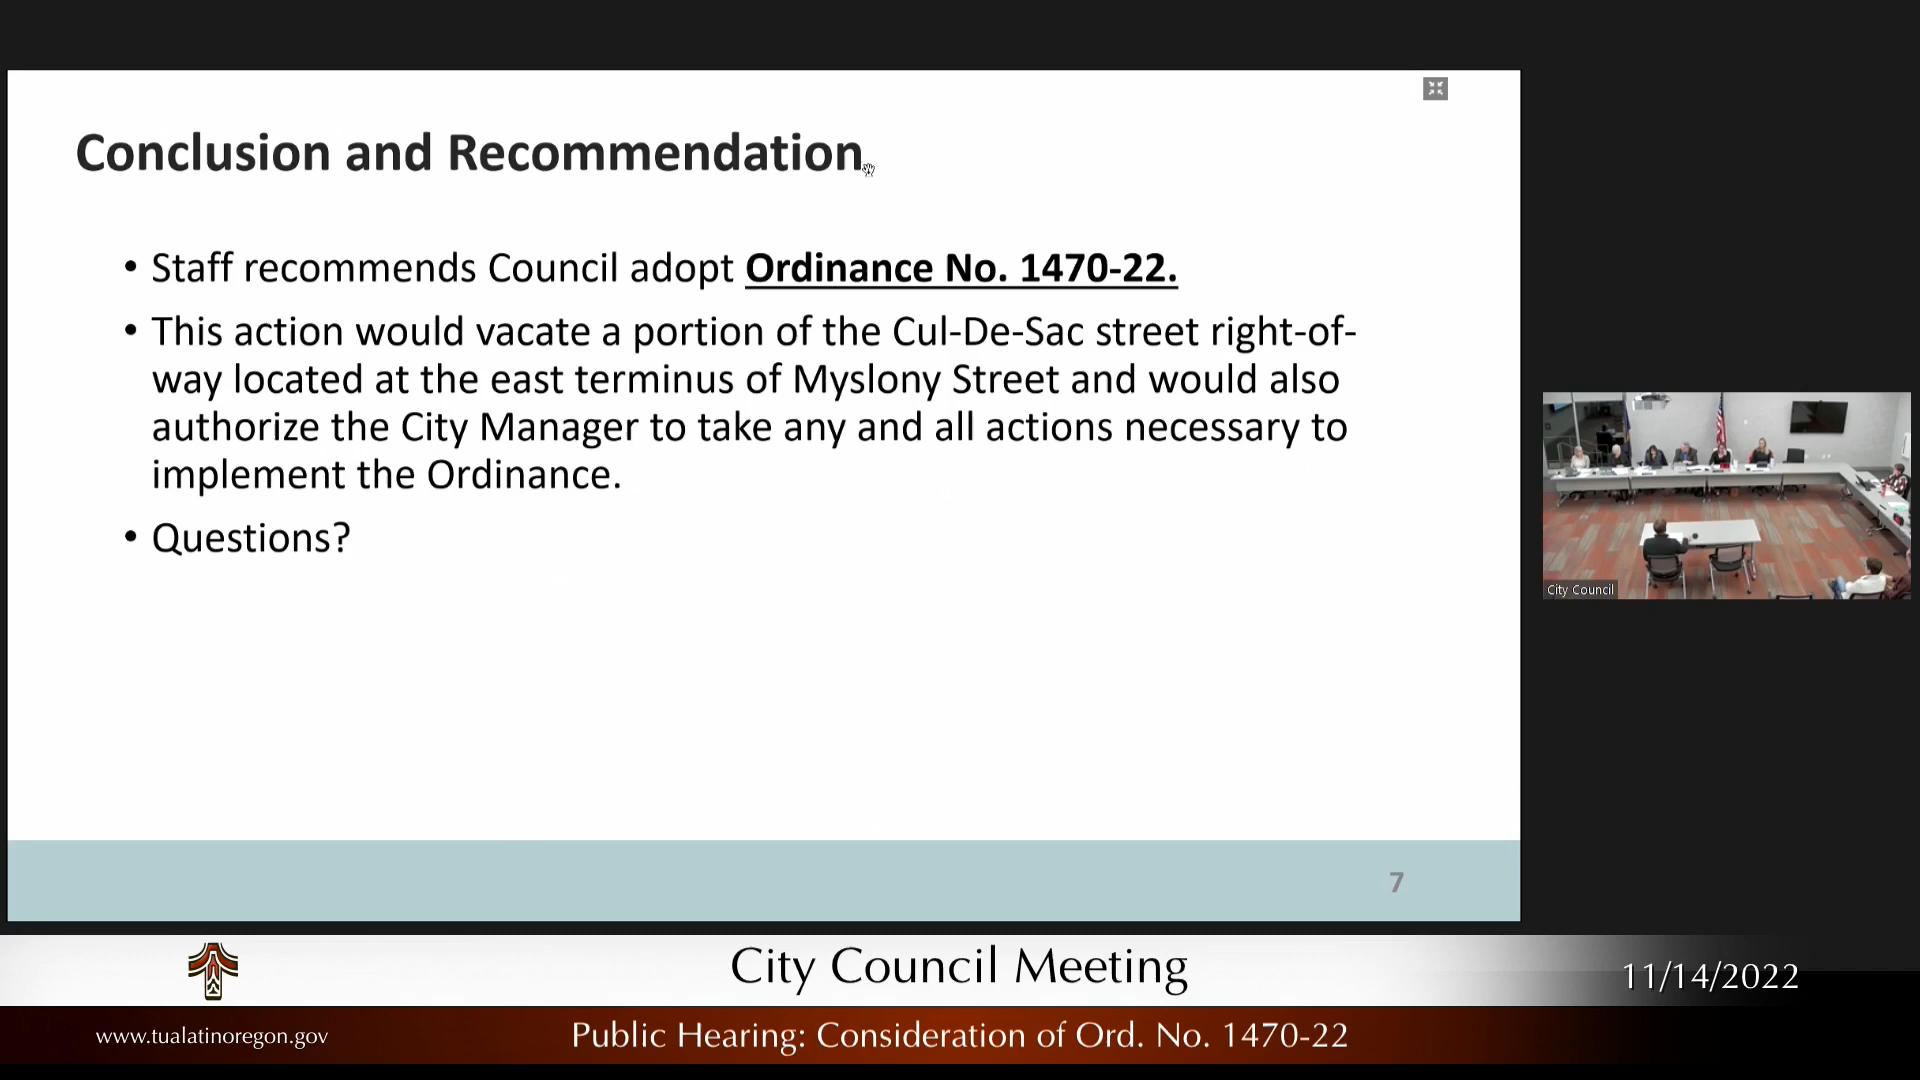 Conclusion and Recommendation
• Staff recommends Council adopt Ordinance No. 1470-22.
• This action would vacate a portion of the Cul-De-Sac street right-of-
way located at the east terminus of Myslony Street and would also
authorize the City Manager to take any and all actions necessary to
implement the Ordinance.
• Questions?
7
City Council
City Council Meeting
11/14/2022
www.tualatinoregon.gov
Public Hearing: Consideration of Ord. No. 1470-22